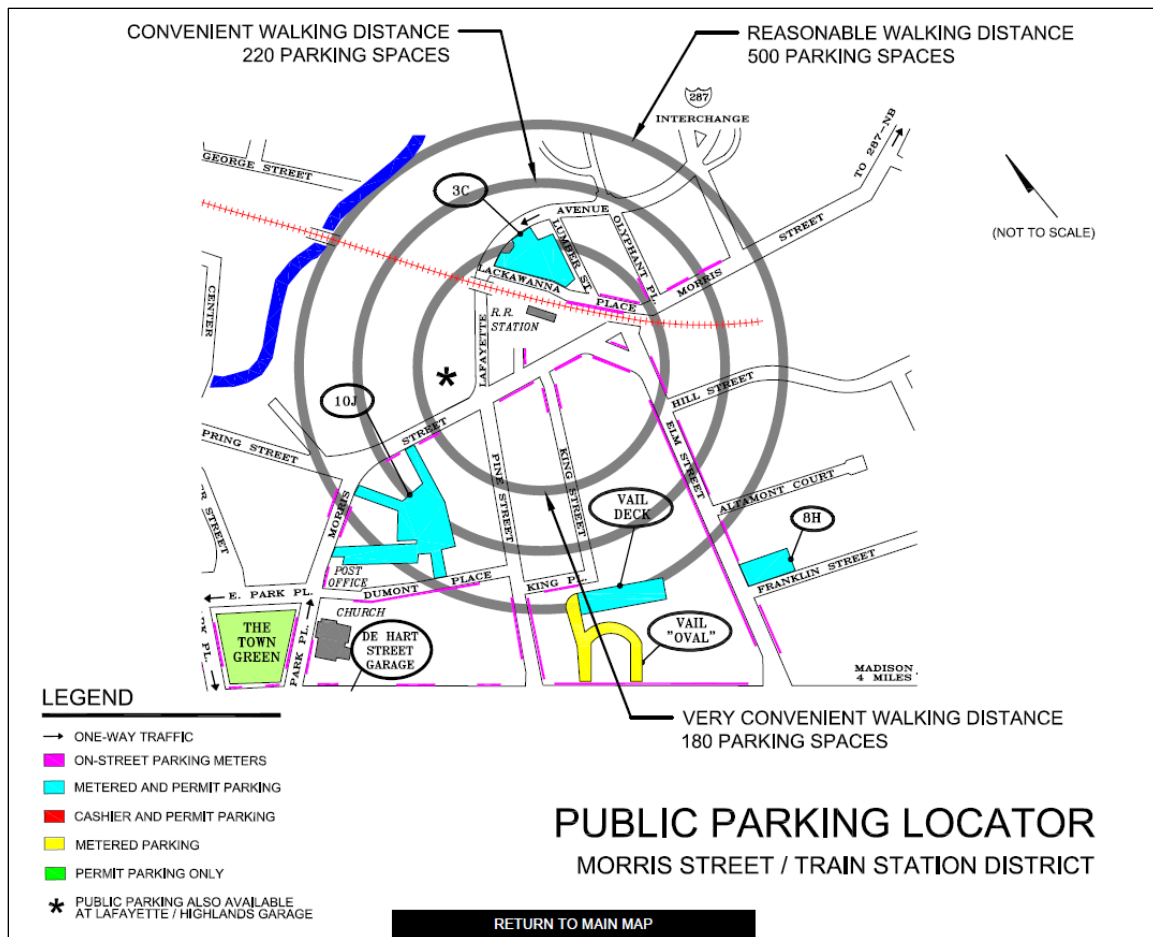 CONVENIENT WALKING DISTANCE
220 PARKING SPACES
REASONABLE WALKING DISTANCE
500 PARKING SPACES
287
INTERCHANGE
TO 287-NB
GEORGE STREET
3C
AVENUE
LUMBER ST.
OLYPHANT PL.
MORRIS
STREET
(NOT TO SCALE)
CENTER
LACKAWANNA
PLACE
R.R.
STATION
LAFAYETTE
*
10J
STREET
HILL STREET
PRING STREET
PINE STREET
KING STREET
ELM STREET
VAIL
DECK
ALTAMONT COURT
8H
ER STREET
MORRIS
POST
OFFICE
DUMONT PLACE
KING PL.
FRANKLIN STREET
E. PARK PL.
CHURCH
THE
TOWN
GREEN
PARK PL.
RK PL.
DE HART
STREET
GARAGE
VAIL
"OVAL"
MADISON
4 MILES
LEGEND
ONE-WAY TRAFFIC
ON-STREET PARKING METERS
METERED AND PERMIT PARKING
CASHIER AND PERMIT PARKING
METERED PARKING
PERMIT PARKING ONLY
* PUBLIC PARKING ALSO AVAILABLE
AT LAFAYETTE / HIGHLANDS GARAGE
VERY CONVENIENT WALKING DISTANCE
180 PARKING SPACES
PUBLIC PARKING LOCATOR
MORRIS STREET / TRAIN STATION DISTRICT
RETURN TO MAIN MAP